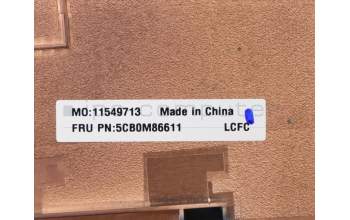 MO:11549713 Made in China
FRU PN:5CB0M86611 LCFC